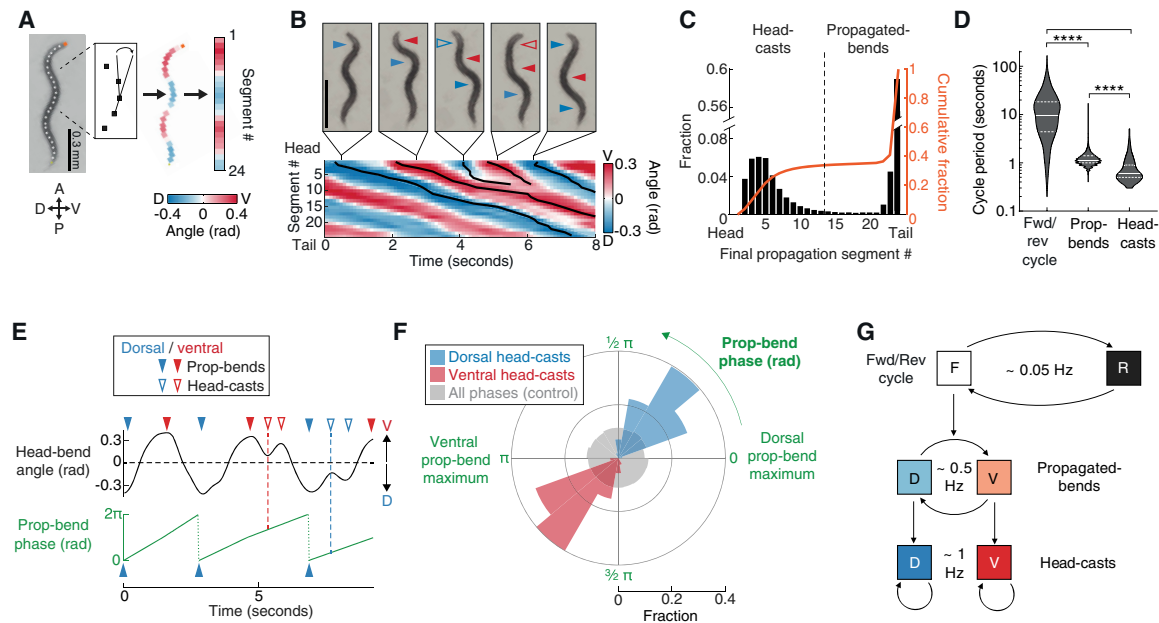 A
0.3 mm
A
D V
P
1
Segment #
24
D V
-0.4 0 0.4
Angle (rad)
B
Head
Segment #
5
10
15
20
Tail
0 2 4 6 8
Time (seconds)
V
0.3
-0.3
D
Angle (rad)
C
Head-
casts
Propagated-
bends
0.6
0.56
0.08
0.04
0
Fraction
1
0.8
0.6
0.4
0.2
0
Cumulative fraction
5 10 15 20
Head Tail
Final propagation segment #
D
****
****
100
10
1
0.1
Cycle period (seconds)
Fwd/
rev
cycle
Prop-
bends
Head-
casts
E
Dorsal / ventral
Prop-bends
Head-casts
Head-bend
angle (rad)
0.3
0
-0.3
V
D
Prop-bend
phase (rad)
2π
0
0 5
Time (seconds)
F
Dorsal head-casts
Ventral head-casts
All phases (control)
½ π
Prop-bend
phase (rad)
Ventral
prop-bend
maximum
π
0
Dorsal
prop-bend
maximum
³⁄₂ π
0 0.2 0.4
Fraction
G
Fwd/Rev
cycle
F
~ 0.05 Hz
R
D
~ 0.5
Hz
V
Propagated-
bends
D
~ 1
Hz
V
Head-casts